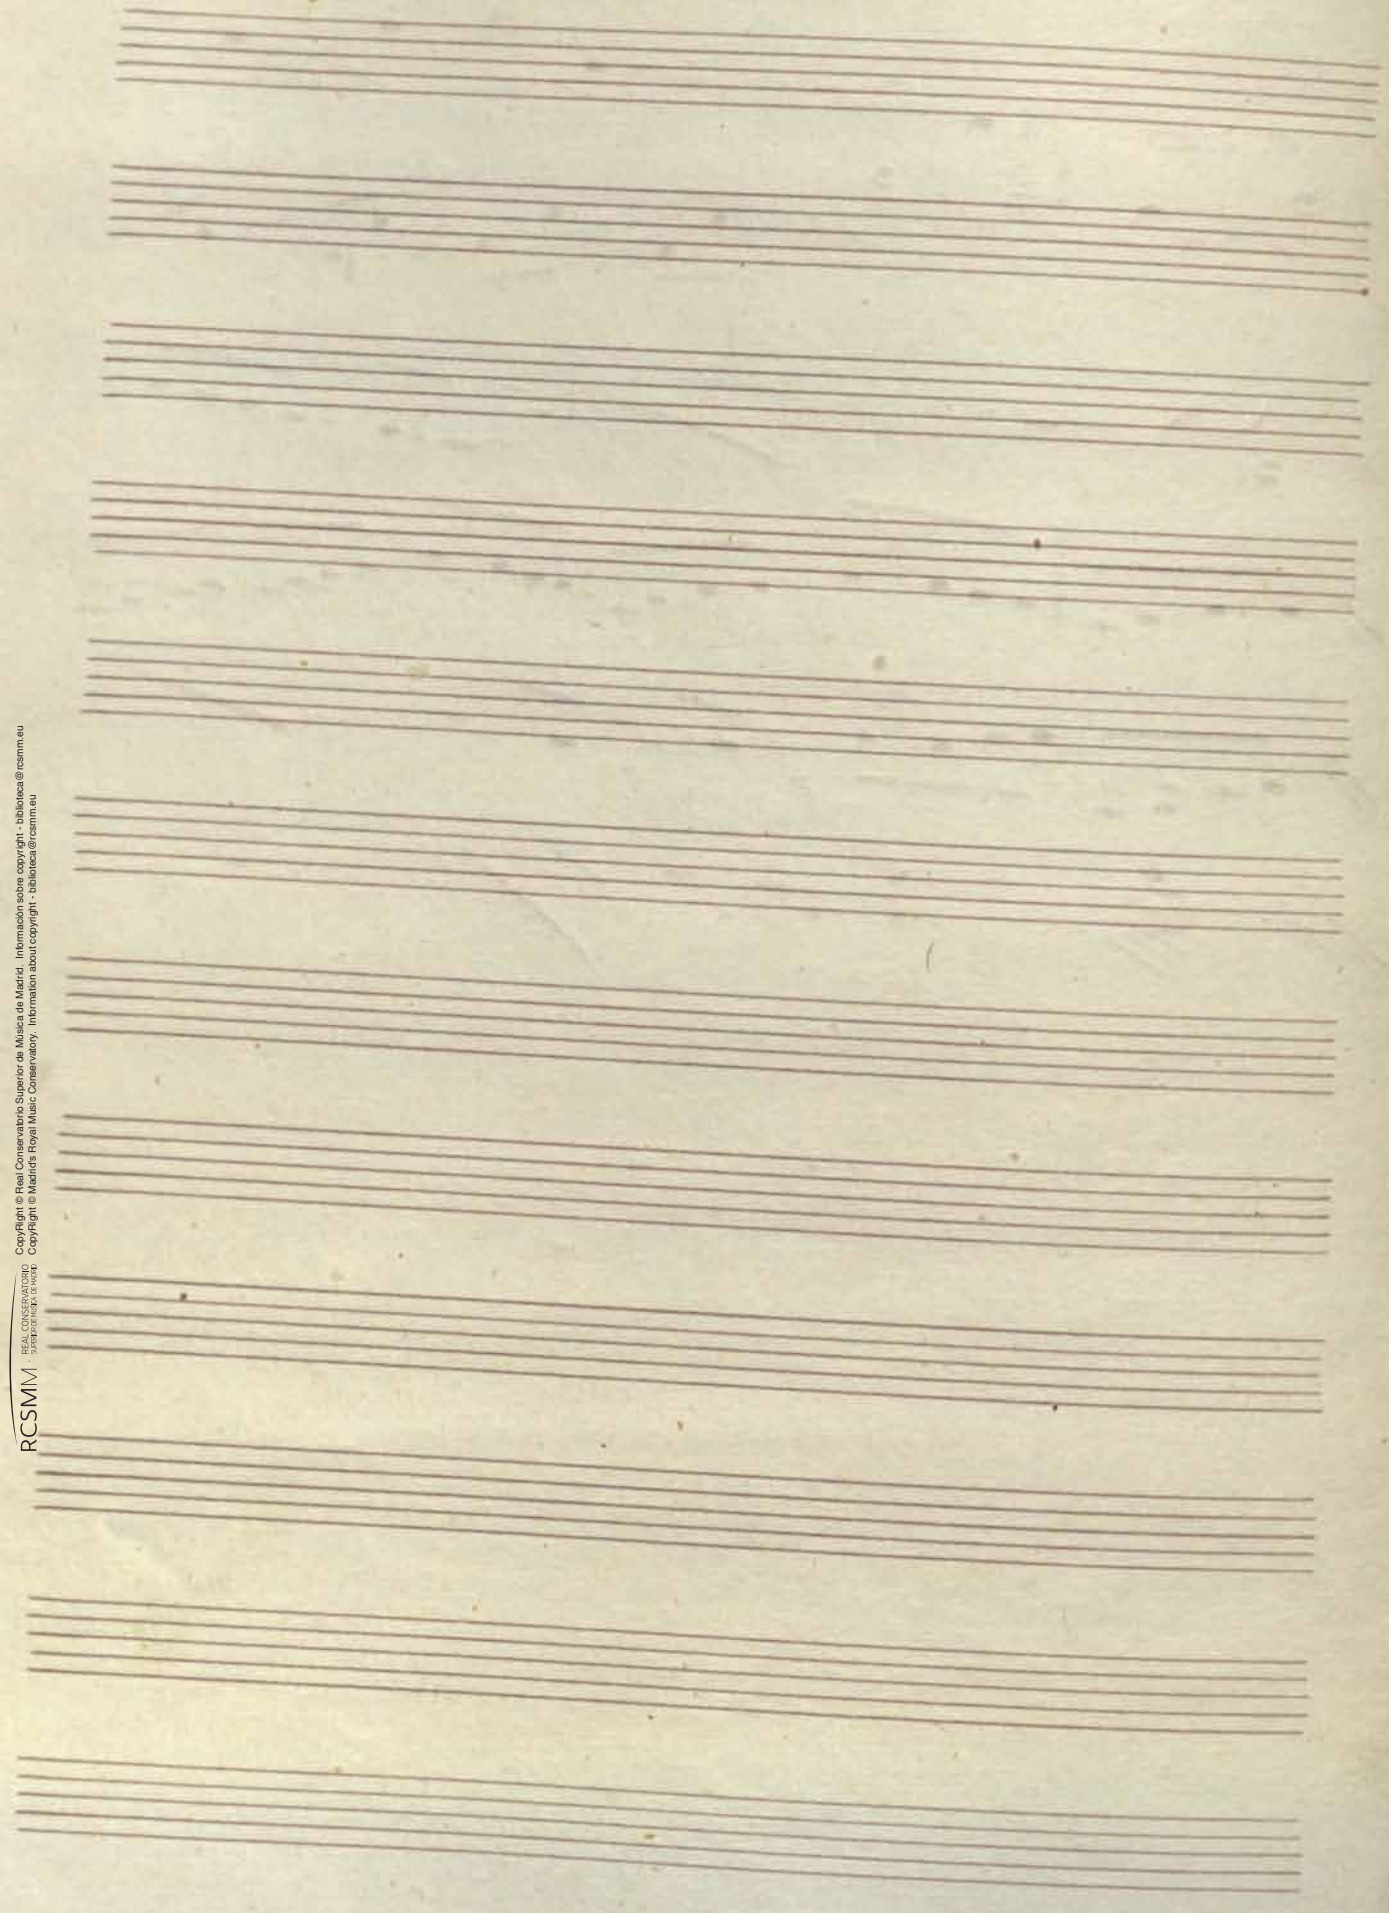 CopyRight © Real Conservatorio Superior de Música de Madrid. Información sobre copyright - biblioteca@rcsmm.eu
CopyRight © Madrid's Royal Music Conservatory. Information about copyright - biblioteca@rcsmm.eu
RCSMM · REAL CONSERVATORIO
SUPERIOR DE MÚSICA DE MADRID